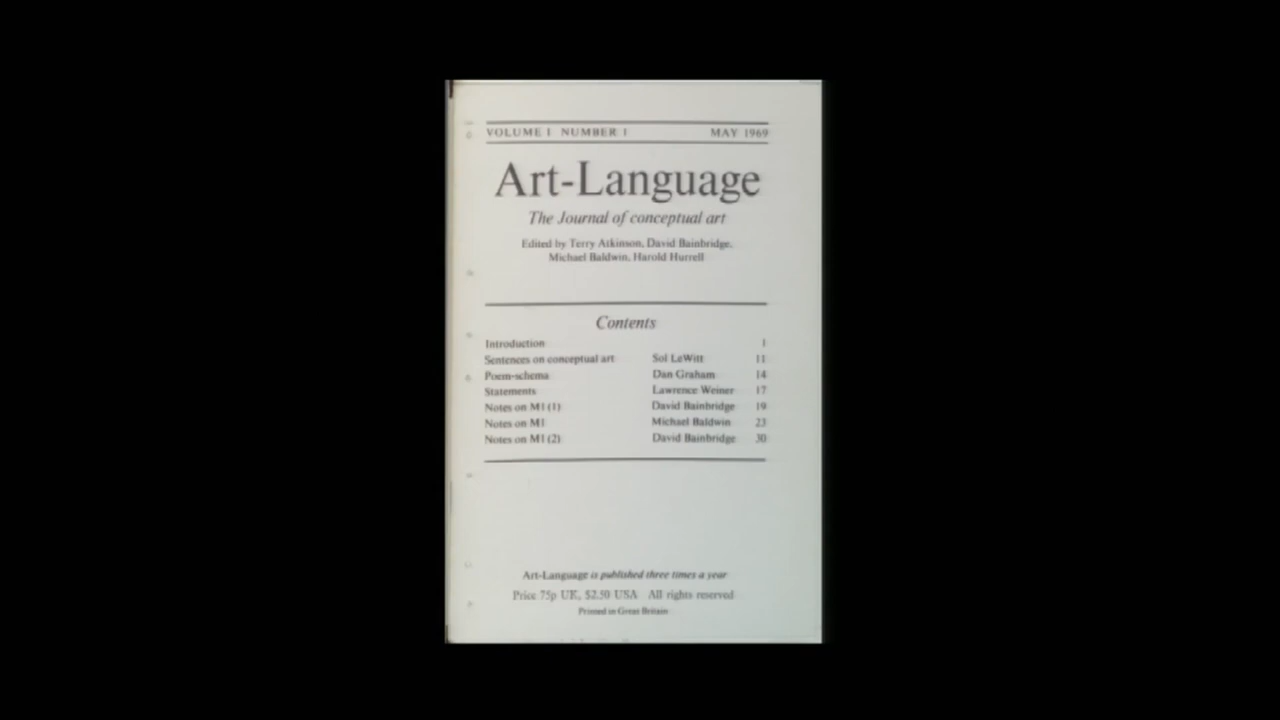 VOLUME 1 NUMBER 1 MAY 1969
Art-Language
The Journal of conceptual art
Edited by Terry Atkinson, David Bainbridge,
Michael Baldwin, Harold Hurrell
Contents
Introduction 1
Sentences on conceptual art Sol LeWitt 11
Poem-schema Dan Graham 14
Statements Lawrence Weiner 17
Notes on M1 (1) David Bainbridge 19
Notes on M1 Michael Baldwin 23
Notes on M1 (2) David Bainbridge 30
Art-Language is published three times a year
Price 75p UK, $2.50 USA All rights reserved
Printed in Great Britain